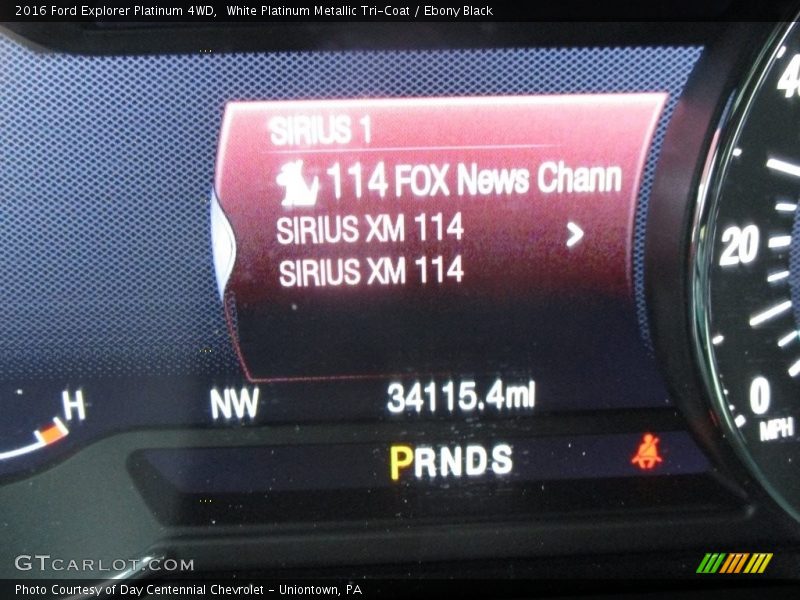 2016 Ford Explorer Platinum 4WD, White Platinum Metallic Tri-Coat / Ebony Black
SIRIUS 1
114 FOX News Chann
SIRIUS XM 114 >
SIRIUS XM 114
H
NW
34115.4mi
PRNDS
20
0
MPH
GTCARLOT.COM
Photo Courtesy of Day Centennial Chevrolet - Uniontown, PA